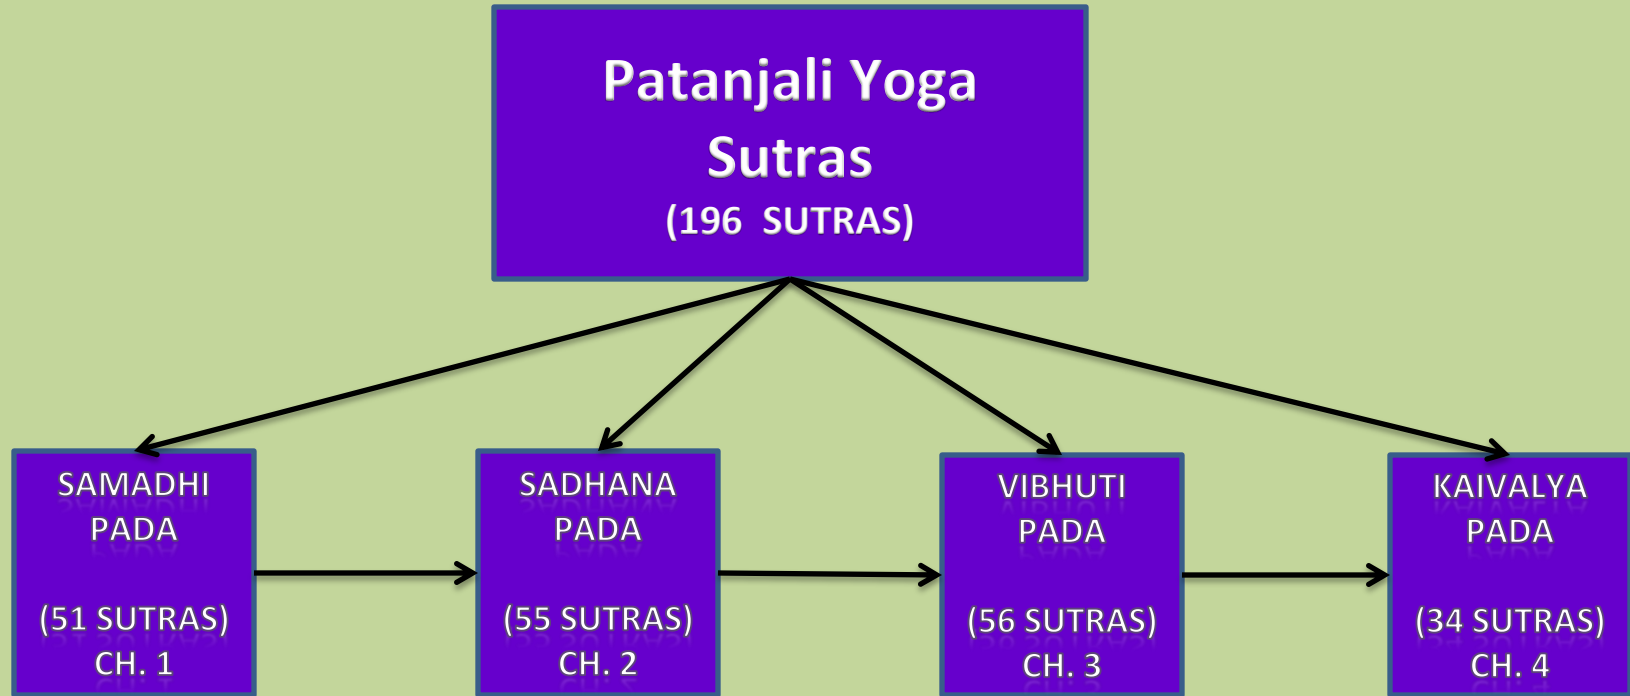 Patanjali Yoga
Sutras
(196 SUTRAS)
SAMADHI
PADA
(51 SUTRAS)
CH. 1
SADHANA
PADA
(55 SUTRAS)
CH. 2
VIBHUTI
PADA
(56 SUTRAS)
CH. 3
KAIVALYA
PADA
(34 SUTRAS)
CH. 4